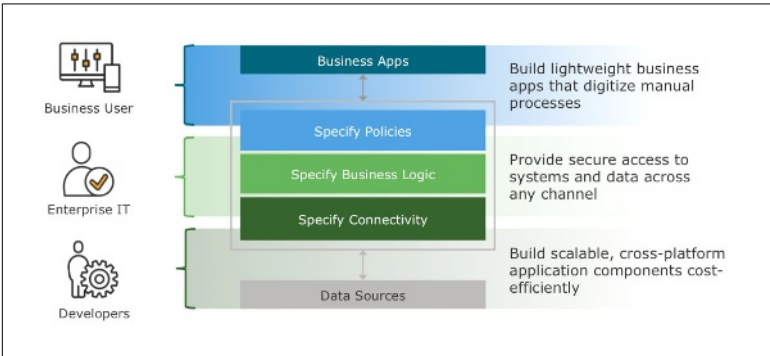 Business User
Enterprise IT
Developers
Business Apps
Specify Policies
Specify Business Logic
Specify Connectivity
Data Sources
Build lightweight business
apps that digitize manual
processes
Provide secure access to
systems and data across
any channel
Build scalable, cross-platform
application components cost-
efficiently